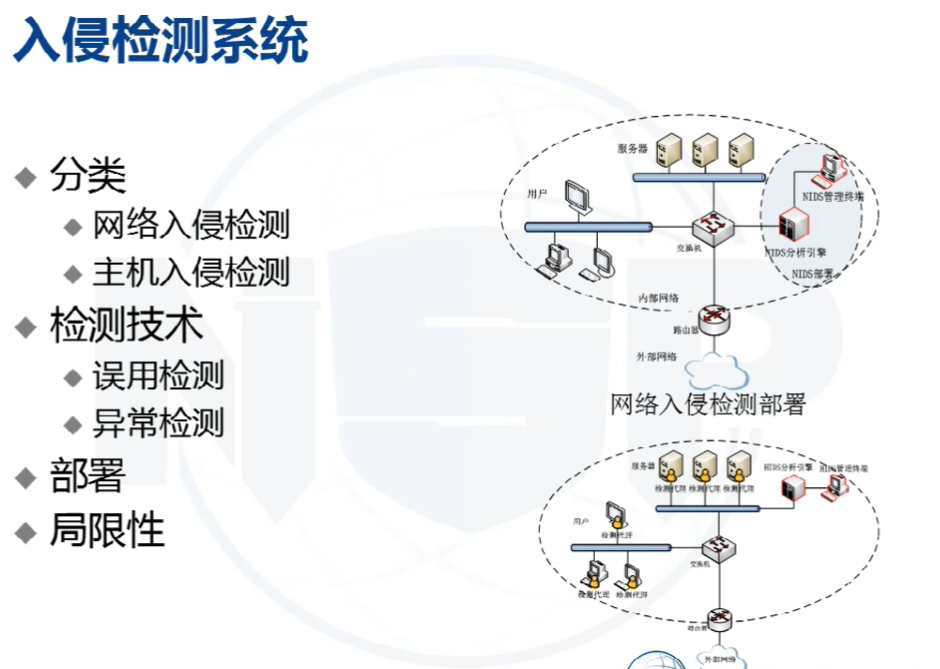 入侵检测系统
分类
网络入侵检测
主机入侵检测
检测技术
误用检测
异常检测
部署
局限性
服务器
用户
NIDS管理终端
交换机
NIDS分析引擎
NIDS部署
内部网络
路由器
外部网络
网络入侵检测部署
服务器
检测代理
检测代理
检测代理
HIDS分析引擎
HIDS管理终端
用户
检测代理
交换机
检测代理
检测代理
路由器
外部网络
NSP